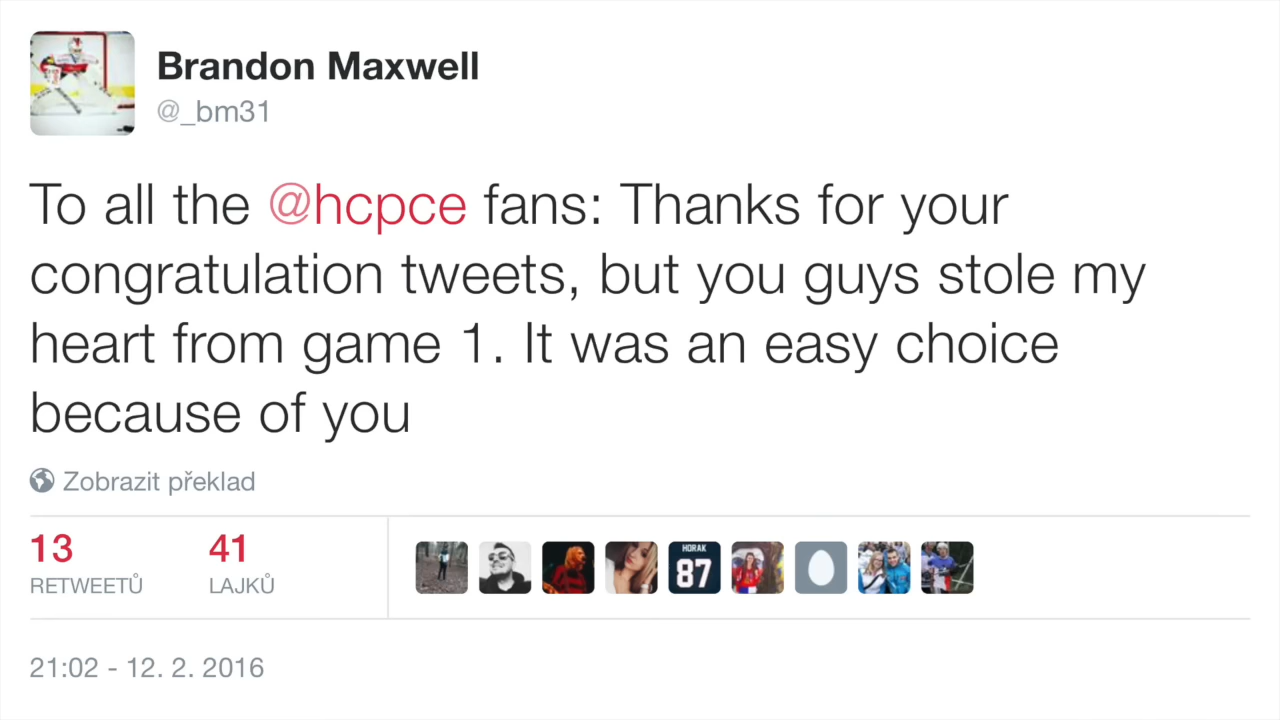 Brandon Maxwell
@_bm31
To all the @hcpce fans: Thanks for your
congratulation tweets, but you guys stole my
heart from game 1. It was an easy choice
because of you
Zobrazit překlad
13 41
RETWEETŮ LAJKŮ
HORAK
87
21:02 - 12. 2. 2016